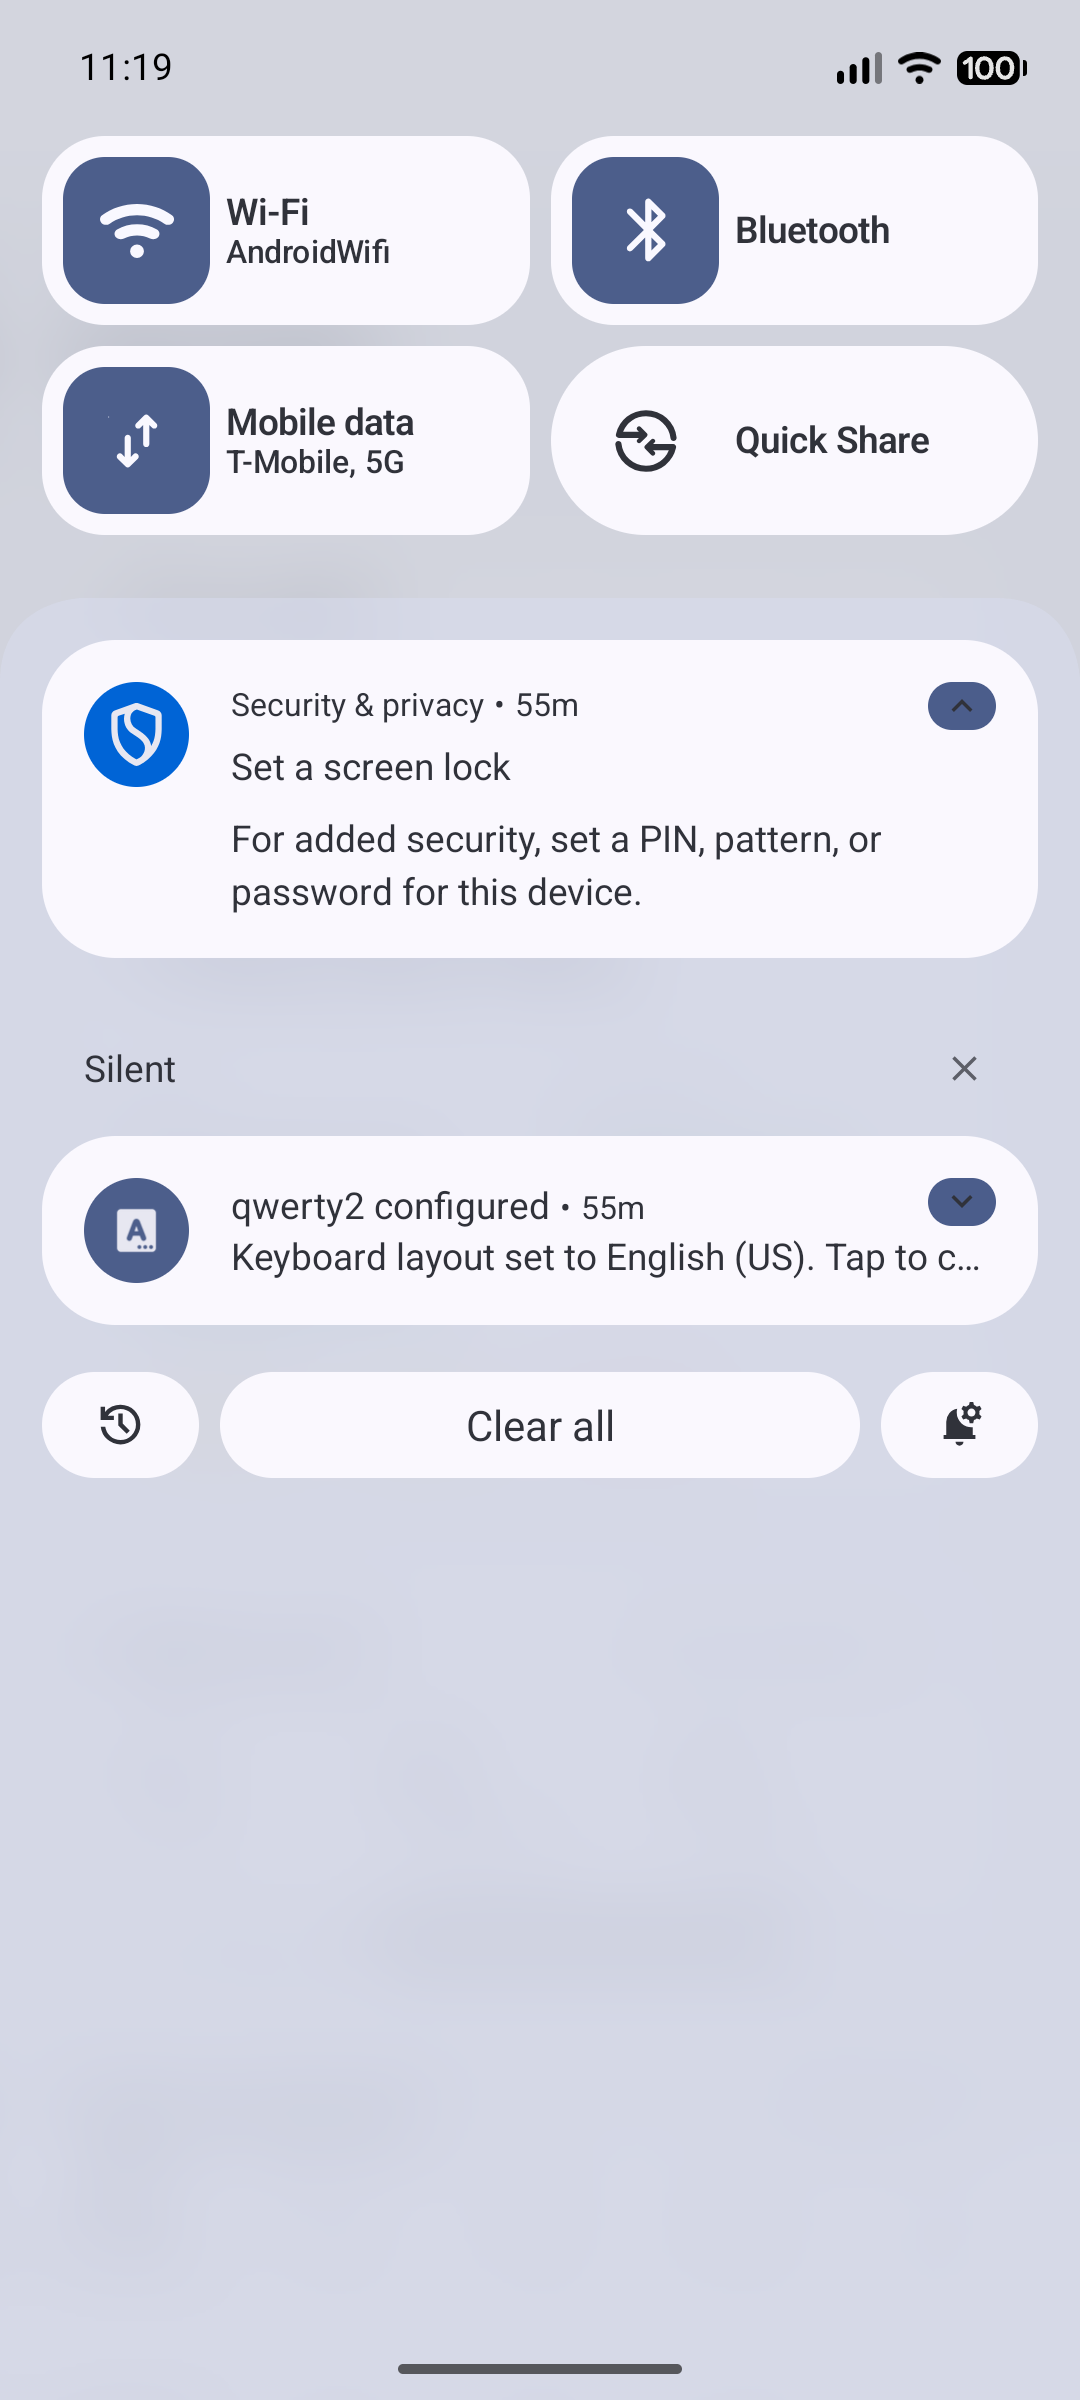 11:19
100
Wi-Fi
AndroidWifi
Bluetooth
Mobile data
T-Mobile, 5G
Quick Share
Security & privacy • 55m
Set a screen lock
For added security, set a PIN, pattern, or
password for this device.
Silent
qwerty2 configured • 55m
Keyboard layout set to English (US). Tap to c…
Clear all